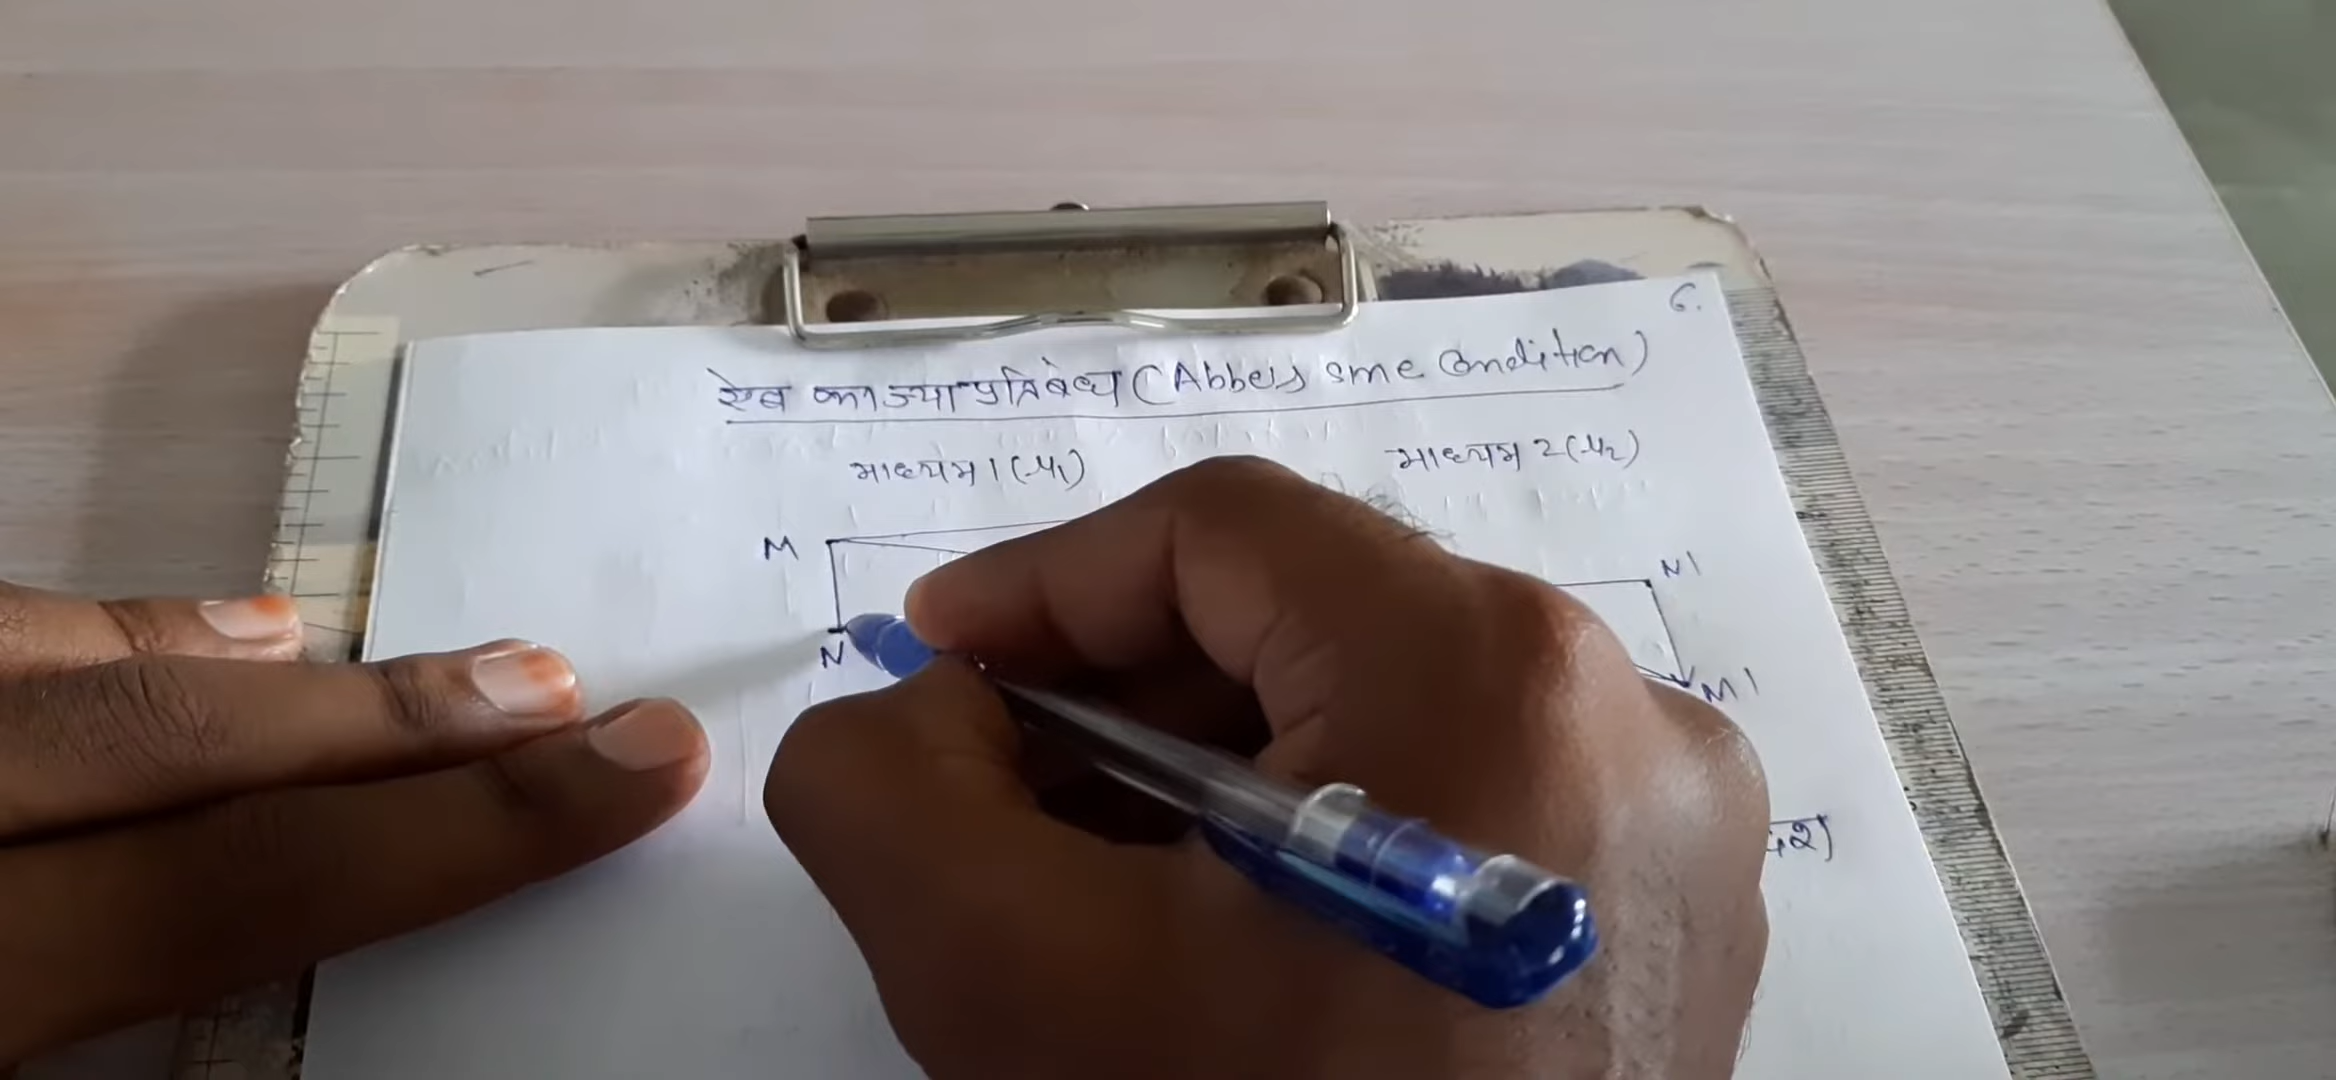 6.
ऐब का ज्या प्रतिबंध (Abbe's sine Condition)
माध्यम 1 (μ₁) माध्यम 2 (μ₂)
M
N'
N
M'